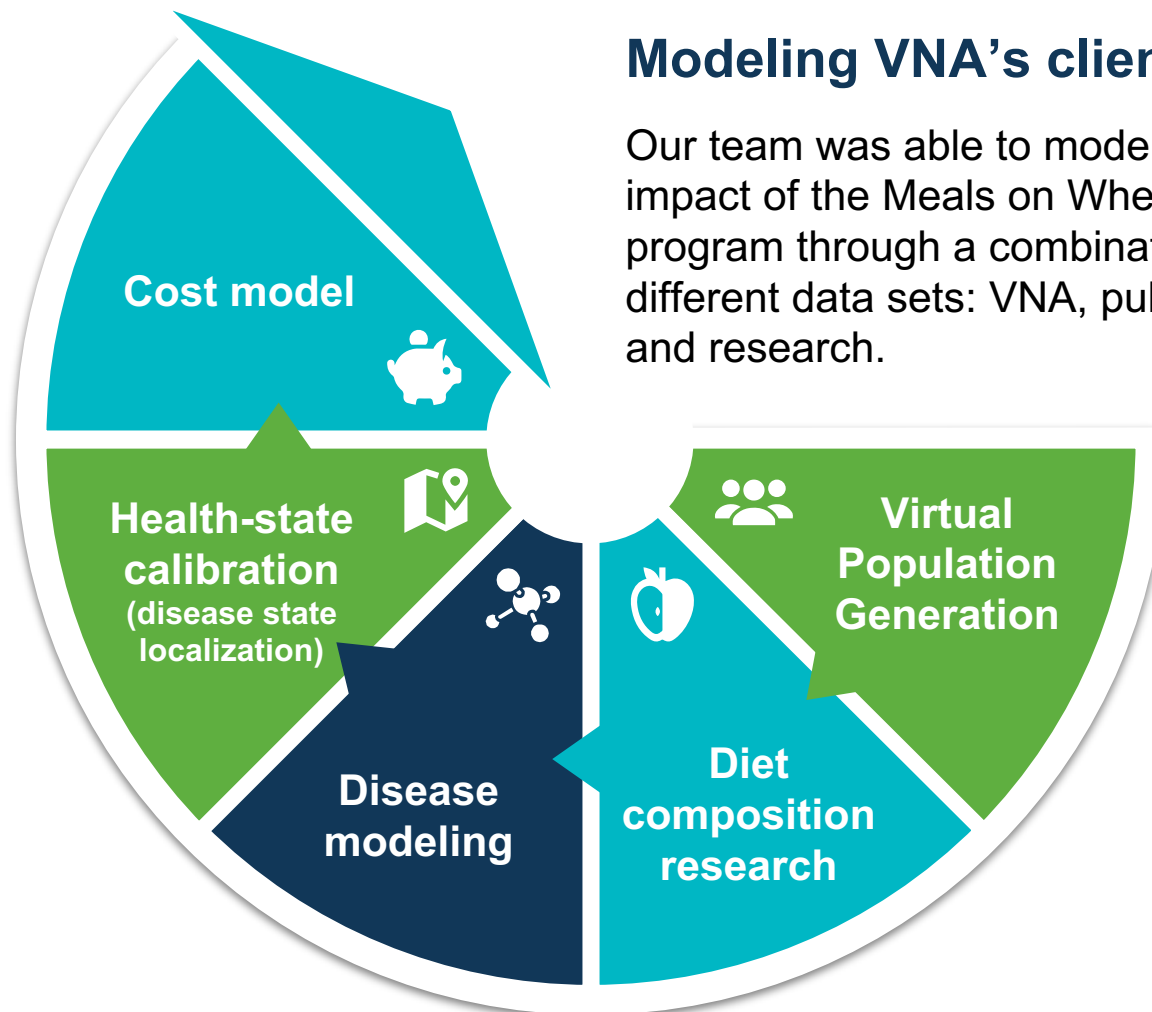 Modeling VNA’s clien
Our team was able to mode
impact of the Meals on Whe
program through a combinat
different data sets: VNA, pul
and research.
Cost model
Health-state
calibration
(disease state
localization)
Disease
modeling
Diet
composition
research
Virtual
Population
Generation